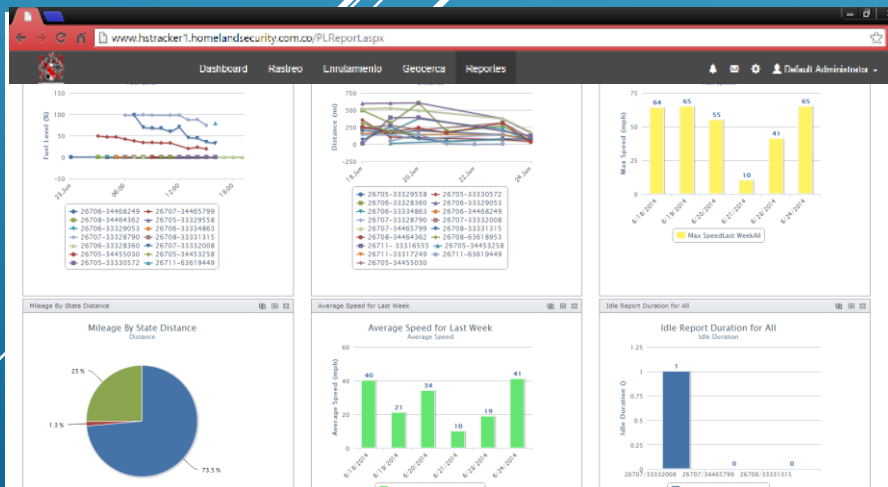 www.hstracker1.homelandsecurity.com.co/PLReport.aspx
Dashboard Rastreo Enrutamiento Geocerca Reportes Default Administrator
150
100
50
0
-50
Fuel Level (%)
23.Jun 06:00 12:00 18:00
26706-34468249 26707-34465799
26708-34464362 26705-33329558
26706-33329053 26706-33334863
26707-33328790 26708-33331315
26706-33328360 26707-33332008
26705-34455030 26705-34453258
26705-33330572 26711-63619449
750
500
250
0
-250
Distance (mi)
18.Jun 20.Jun 22.Jun 24.Jun
26705-33329558 26705-33330572
26706-33328360 26706-33329053
26706-33334863 26706-34468249
26707-33328790 26707-33332008
26707-34465799 26708-33331315
26708-34464362 26708-63618953
26711- 33316555 26705-34453258
26711-33317249 26711-63619449
26705-34455030
75
50
25
0
Max Speed (mph)
64 65 55 10 41 65
6/18/2014 6/19/2014 6/20/2014 6/21/2014 6/23/2014 6/24/2014
Max SpeedLast WeekAll
Mileage By State Distance
Mileage By State Distance
Distance
25 %
1.3 %
73.5 %
Average Speed for Last Week
Average Speed for Last Week
Average Speed
60
40
20
0
Average Speed (mph)
40 21 34 10 19 41
6/18/2014 6/19/2014 6/20/2014 6/21/2014 6/23/2014 6/24/2014
Idle Report Duration for All
Idle Report Duration for All
Idle Duration
1.25
1
0.75
0.5
0.25
0
Idle Duration ()
1 0 0
26707/33332008 26707/34465799 26708/33331315